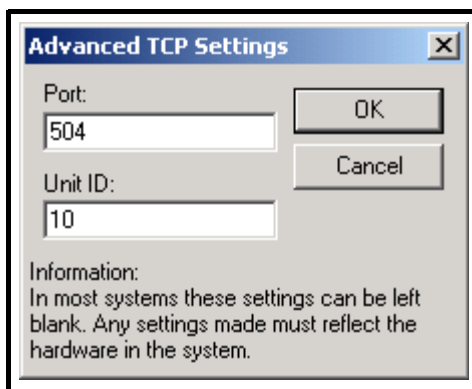 Advanced TCP Settings
Port:
OK
504
Cancel
Unit ID:
10
Information:
In most systems these settings can be left
blank. Any settings made must reflect the
hardware in the system.